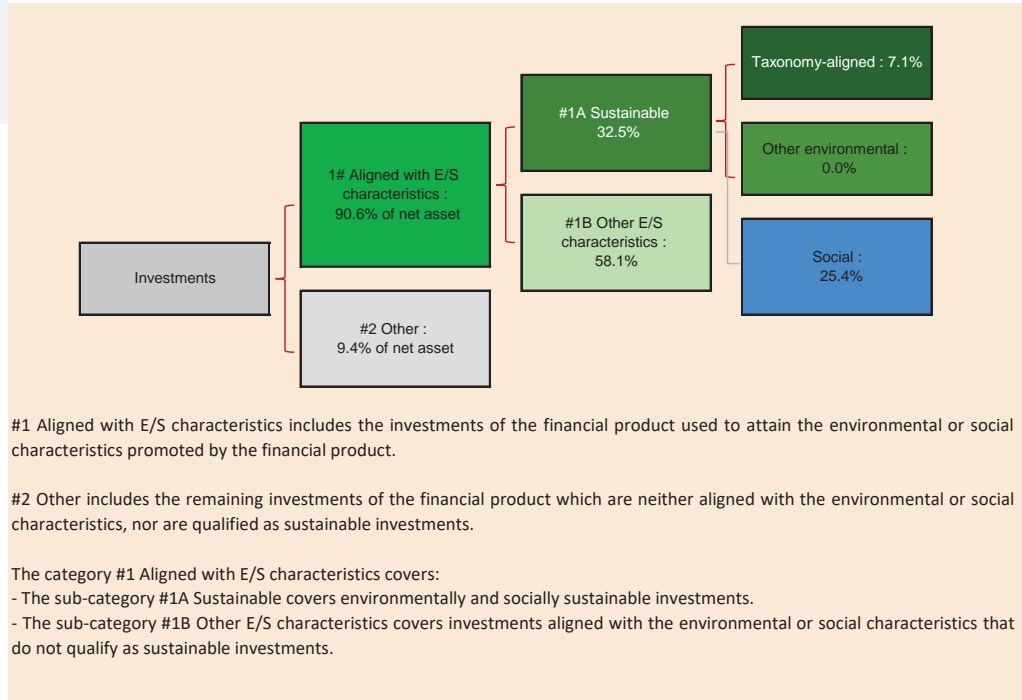 Taxonomy-aligned : 7.1%
#1A Sustainable
32.5%
Other environmental :
0.0%
1# Aligned with E/S
characteristics :
90.6% of net asset
#1B Other E/S
characteristics :
58.1%
Social :
25.4%
Investments
#2 Other :
9.4% of net asset
#1 Aligned with E/S characteristics includes the investments of the financial product used to attain the environmental or social
characteristics promoted by the financial product.
#2 Other includes the remaining investments of the financial product which are neither aligned with the environmental or social
characteristics, nor are qualified as sustainable investments.
The category #1 Aligned with E/S characteristics covers:
- The sub-category #1A Sustainable covers environmentally and socially sustainable investments.
- The sub-category #1B Other E/S characteristics covers investments aligned with the environmental or social characteristics that
do not qualify as sustainable investments.